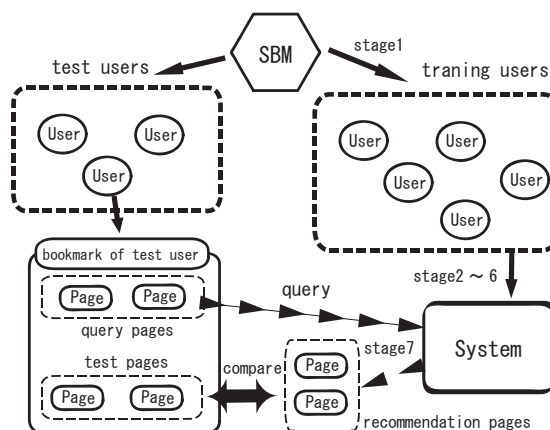 SBM
stage1
test users
traning users
User
User
User
User
User
User
User
User
bookmark of test user
stage2 ~ 6
Page
Page
query
query pages
System
test pages
stage7
compare
Page
Page
Page
Page
recommendation pages